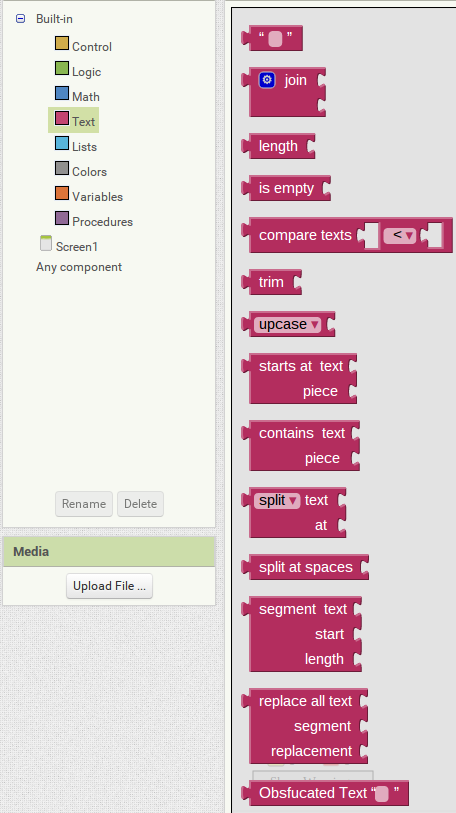 Built-in
Control
Logic
Math
Text
Lists
Colors
Variables
Procedures
Screen1
Any component
Rename Delete
Media
Upload File ...
“ ”
join
length
is empty
compare texts < ▾
trim
upcase ▾
starts at text
piece
contains text
piece
split ▾ text
at
split at spaces
segment text
start
length
replace all text
segment
replacement
Obsfucated Text “ ”